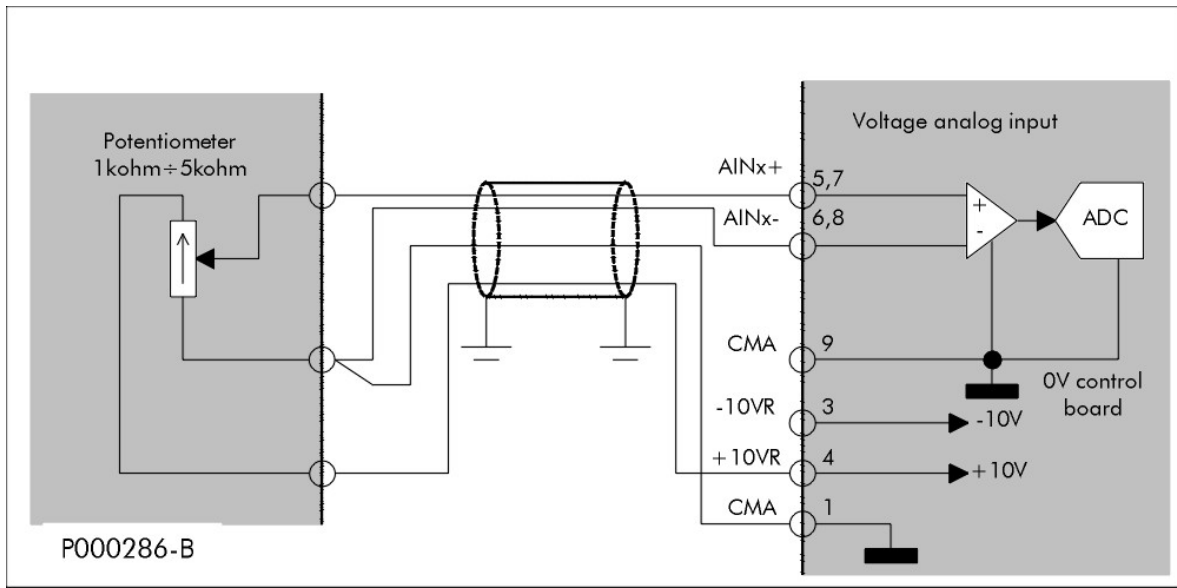 Potentiometer
1kohm÷5kohm
Voltage analog input
AINx+
5,7
AINx-
6,8
+
-
ADC
CMA
9
0V control
board
-10VR
3
-10V
+10VR
4
+10V
CMA
1
P000286-B